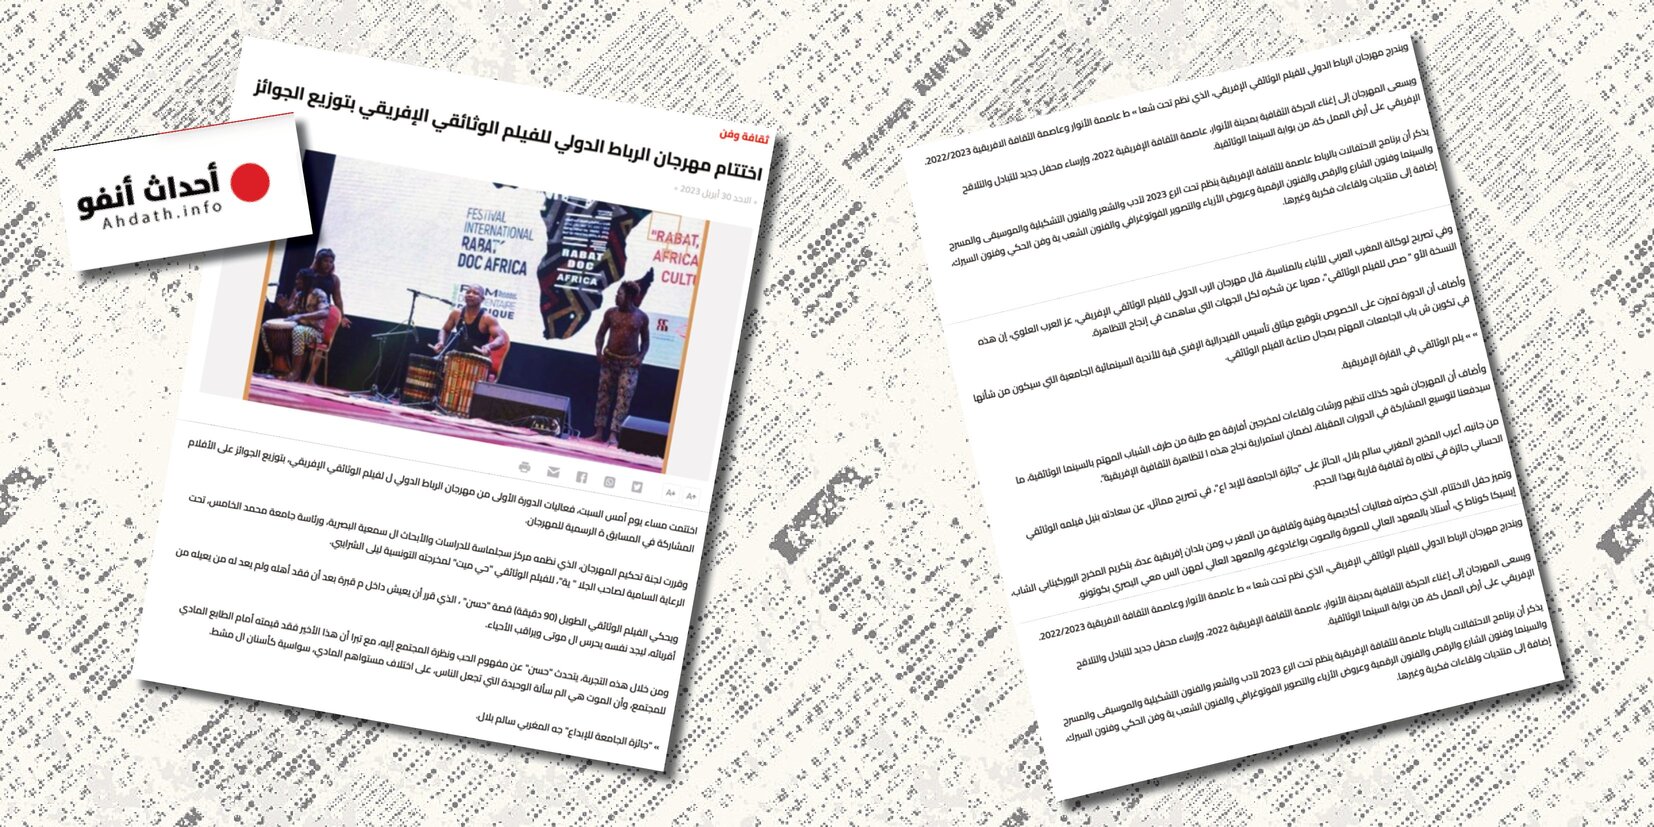 أحداث أنفو
Ahdath.info
ثقافة وفن
اختتام مهرجان الرباط الدولي للفيلم الوثائقي الإفريقي بتوزيع الجوائز
الاحد 30 أبريل 2023
FESTIVAL
INTERNATIONAL
RABAT
DOC AFRICA
RABAT
DOC
AFRICA
"RABAT,
AFRICA
CULT
A+ A+
اختتمت مساء يوم أمس السبت، فعاليات الدورة الأولى من مهرجان الرباط الدولي ل لفيلم الوثائقي الإفريقي، بتوزيع الجوائز على الأفلام
المشاركة في المسابق ة الرسمية للمهرجان.
وقررت لجنة تحكيم المهرجان، الذي نظمه مركز سجلماسة للدراسات والأبحاث ال سمعية البصرية، ورئاسة جامعة محمد الخامس، تحت
الرعاية السامية لصاحب الجلا " ية"، للفيلم الوثائقي "حي ميت" لمخرجته التونسية ليلى الشرايبي.
ويحكي الفيلم الوثائقي الطويل (90 دقيقة) قصة "حسن" ، الذي قرر أن يعيش داخل م قبرة بعد أن فقد أهله ولم يعد له من يعيله من
أقربائه، ليجد نفسه يحرس ال موتى ويراقب الأحياء.
ومن خلال هذه التجربة، يتحدث "حسن" عن مفهوم الحب ونظرة المجتمع إليه، مع تبرا أن هذا الأخير فقد قيمته أمام الطابع المادي
للمجتمع، وأن الموت هي الم سألة الوحيدة التي تجعل الناس، على اختلاف مستواهم المادي، سواسية كأسنان ال مشط.
» "جائزة الجامعة للإبداع" جه المغربي سالم بلال.
ويندرج مهرجان الرباط الدولي للفيلم الوثائقي الإفريقي، الذي نظم تحت شعا » ط عاصمة الأنوار وعاصمة الثقافة الافريقية 2022/2023.
ويسعى المهرجان إلى إغناء الحركة الثقافية بمدينة الأنوار، عاصمة الثقافة الإفريقية 2022، وإرساء محفل جديد للتبادل والتلاقح
الإفريقي على أرض الممل كة، من بوابة السينما الوثائقية.
يذكر أن برنامج الاحتفالات بالرباط عاصمة للثقافة الإفريقية ينظم تحت الرع 2023 لادب والشعر والفنون التشكيلية والموسيقى والمسرح
والسينما وفنون الشارع والرقص والفنون الرقمية وعروض الأزياء والتصوير الفوتوغرافي والفنون الشعب ية وفن الحكي وفنون السيرك،
إضافة إلى منتديات ولقاءات فكرية وغيرها.
وفي تصريح لوكالة المغرب العربي للأنباء بالمناسبة، قال مهرجان الرب الدولي للفيلم الوثائقي الإفريقي، عز العرب العلوي، إن هذه
النسخة الأو " صص للفيلم الوثائقي"، معربا عن شكره لكل الجهات التي ساهمت في إنجاح التظاهرة.
وأضاف أن الدورة تميزت على الخصوص بتوقيع ميثاق تأسيس الفيدرالية الإفري قية للأندية السينمائية الجامعية التي سيكون من شأنها
في تكوين ش باب الجامعات المهتم بمجال صناعة الفيلم الوثائقي.
» » يلم الوثائقي في القارة الإفريقية.
وأضاف أن المهرجان شهد كذلك تنظيم ورشات ولقاءات لمخرجين أفارقة مع طلبة من طرف الشباب المهتم بالسينما الوثائقية، ما
سيدفعنا لتوسيع المشاركة في الدورات المقبلة، لضمان استمرارية نجاح هذه ا لتظاهرة الثقافية الإفريقية".
من جانبه، أعرب المخرج المغربي سالم بلال، الحائز على "جائزة الجامعة للإبد اع"، في تصريح مماثل، عن سعادته بنيل فيلمه الوثائقي
الحساني جائزة في تظاه رة ثقافية قارية بهذا الحجم.
وتميز حفل الاختتام، الذي حضرته فعاليات أكاديمية وفنية وثقافية من المغر ب ومن بلدان إفريقية عدة، بتكريم المخرج البوركينابي الشاب،
إيسيكا كوناط ي، أستاذ بالمعهد العالي للصورة والصوت بواغادوغو، والمعهد العالي لمهن الس معي البصري بكوتونو.
ويندرج مهرجان الرباط الدولي للفيلم الوثائقي الإفريقي، الذي نظم تحت شعا » ط عاصمة الأنوار وعاصمة الثقافة الافريقية 2022/2023.
ويسعى المهرجان إلى إغناء الحركة الثقافية بمدينة الأنوار، عاصمة الثقافة الإفريقية 2022، وإرساء محفل جديد للتبادل والتلاقح
الإفريقي على أرض الممل كة، من بوابة السينما الوثائقية.
يذكر أن برنامج الاحتفالات بالرباط عاصمة للثقافة الإفريقية ينظم تحت الرع 2023 لادب والشعر والفنون التشكيلية والموسيقى والمسرح
والسينما وفنون الشارع والرقص والفنون الرقمية وعروض الأزياء والتصوير الفوتوغرافي والفنون الشعب ية وفن الحكي وفنون السيرك،
إضافة إلى منتديات ولقاءات فكرية وغيرها.